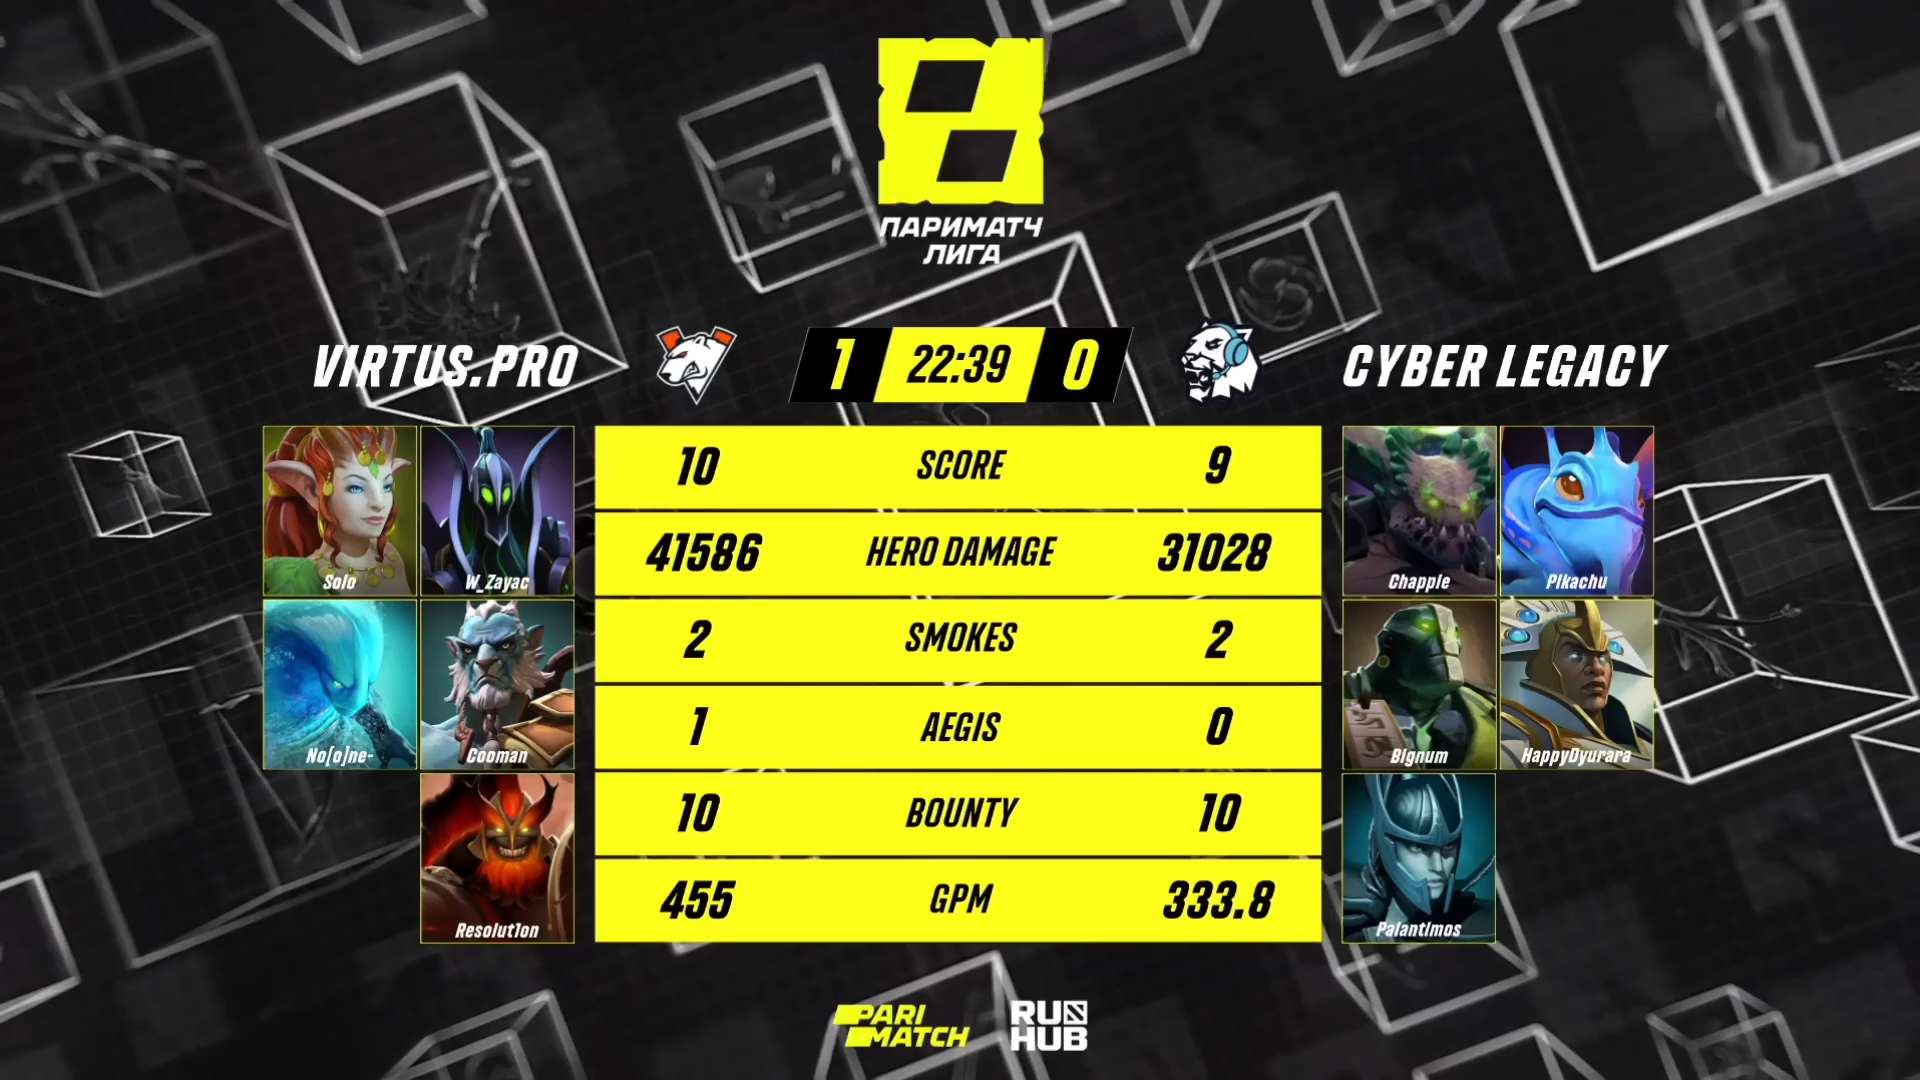 ПАРИМАТЧ
ЛИГА
VIRTUS.PRO
1 22:39 0
CYBER LEGACY
10 SCORE 9
41586 HERO DAMAGE 31028
2 SMOKES 2
1 AEGIS 0
10 BOUNTY 10
455 GPM 333.8
Solo
W_Zayac
No[o]ne-
Cooman
Resolut1on
Chappie
Pikachu
Bignum
HappyDyurara
Palantimos
PARI
MATCH
RU
HUB